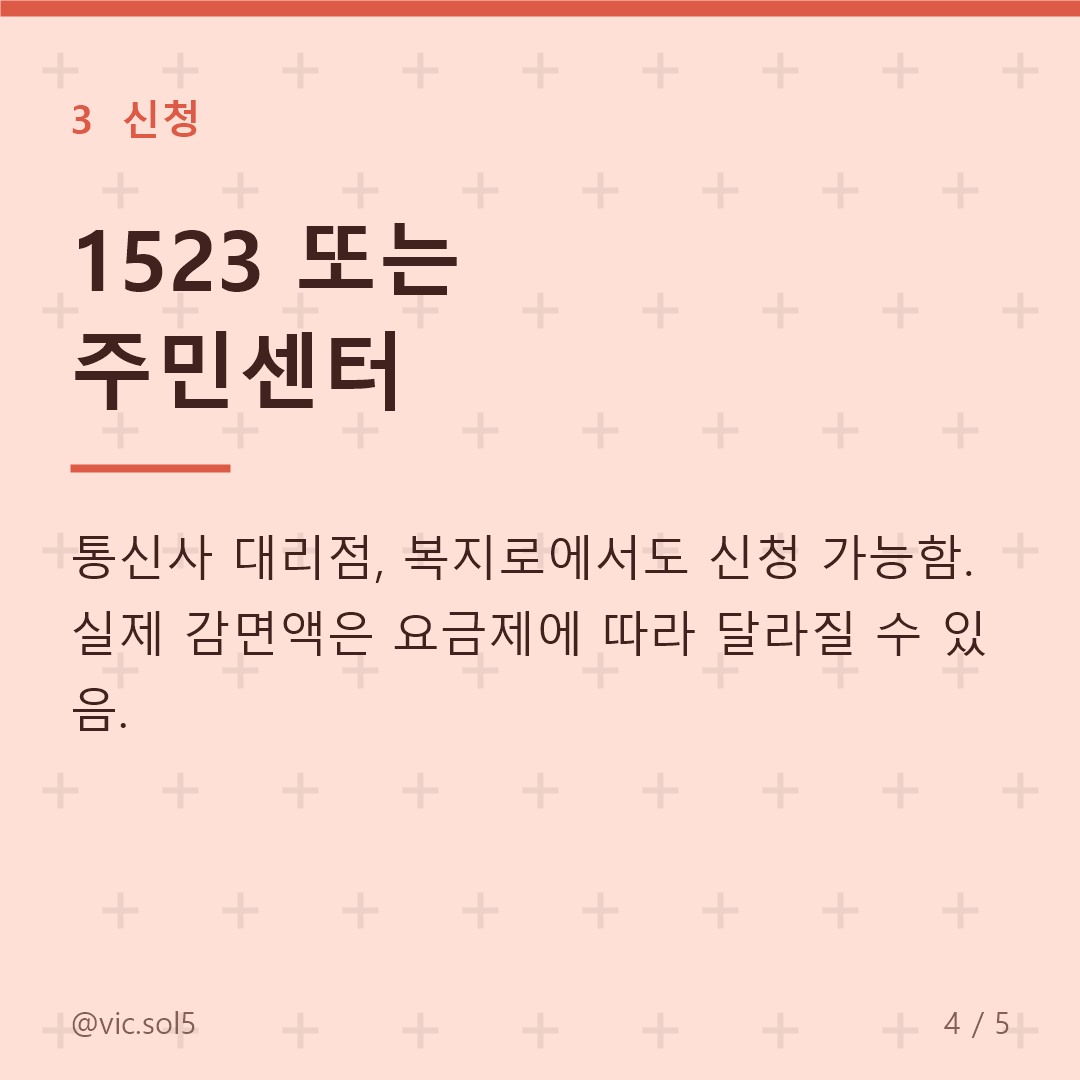 3 신청
1523 또는
주민센터
통신사 대리점, 복지로에서도 신청 가능함.
실제 감면액은 요금제에 따라 달라질 수 있
음.
@vic.sol5
4 / 5